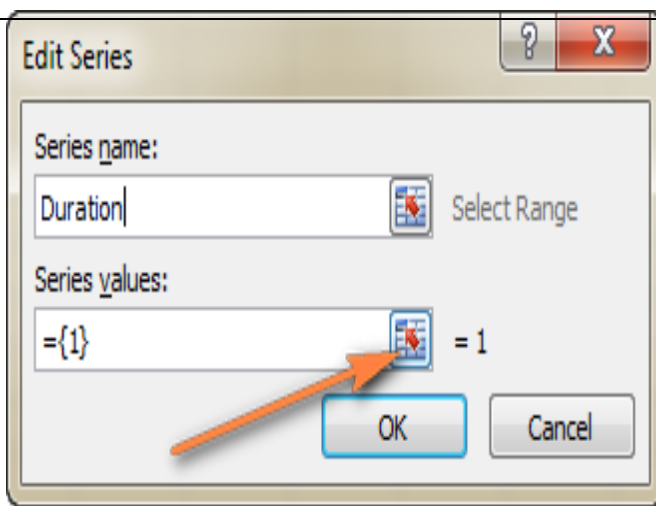 Edit Series
? X
Series name:
Duration
Select Range
Series values:
={1}
= 1
OK
Cancel